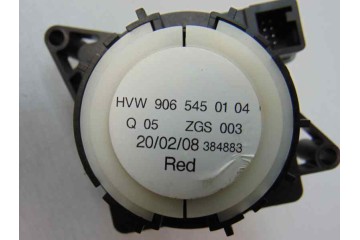 HVW 906 545 01 04
Q 05 ZGS 003
20/02/08 384883
Red